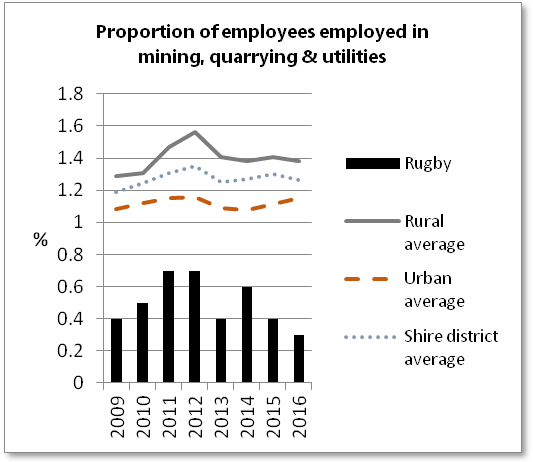 Proportion of employees employed in
mining, quarrying & utilities
1.8
1.6
1.4
1.2
1
0.8
0.6
0.4
0.2
0
%
2009
2010
2011
2012
2013
2014
2015
2016
Rugby
Rural
average
Urban
average
Shire district
average